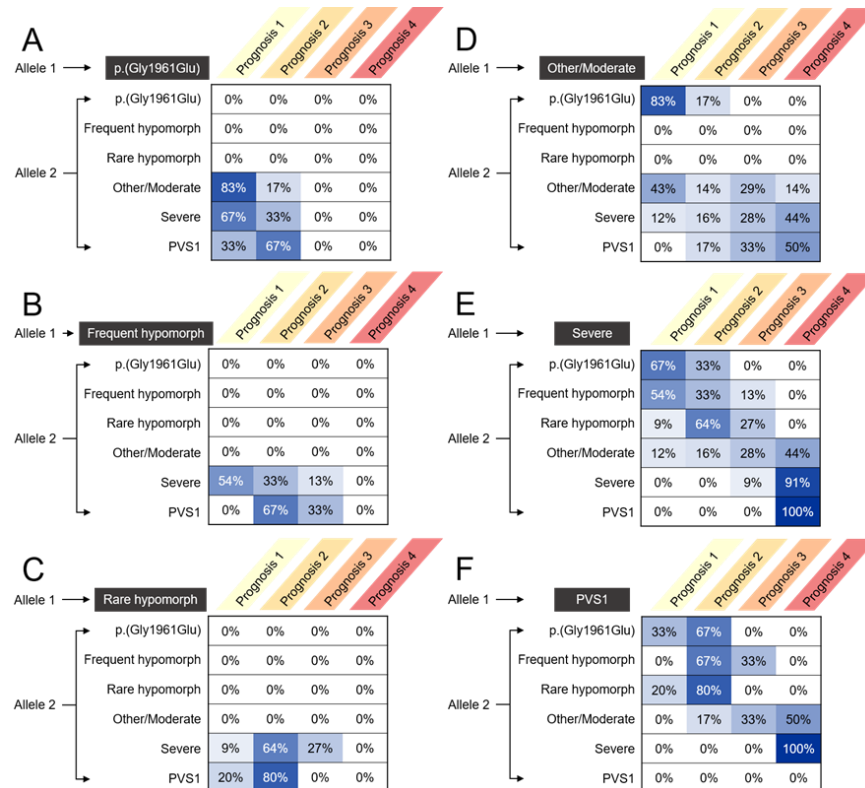 A
Prognosis 1
Prognosis 2
Prognosis 3
Prognosis 4
Allele 1
p.(Gly1961Glu)
Allele 2
p.(Gly1961Glu) 0% 0% 0% 0%
Frequent hypomorph 0% 0% 0% 0%
Rare hypomorph 0% 0% 0% 0%
Other/Moderate 83% 17% 0% 0%
Severe 67% 33% 0% 0%
PVS1 33% 67% 0% 0%
B
Prognosis 1
Prognosis 2
Prognosis 3
Prognosis 4
Allele 1
Frequent hypomorph
Allele 2
p.(Gly1961Glu) 0% 0% 0% 0%
Frequent hypomorph 0% 0% 0% 0%
Rare hypomorph 0% 0% 0% 0%
Other/Moderate 0% 0% 0% 0%
Severe 54% 33% 13% 0%
PVS1 0% 67% 33% 0%
C
Prognosis 1
Prognosis 2
Prognosis 3
Prognosis 4
Allele 1
Rare hypomorph
Allele 2
p.(Gly1961Glu) 0% 0% 0% 0%
Frequent hypomorph 0% 0% 0% 0%
Rare hypomorph 0% 0% 0% 0%
Other/Moderate 0% 0% 0% 0%
Severe 9% 64% 27% 0%
PVS1 20% 80% 0% 0%
D
Prognosis 1
Prognosis 2
Prognosis 3
Prognosis 4
Allele 1
Other/Moderate
Allele 2
p.(Gly1961Glu) 83% 17% 0% 0%
Frequent hypomorph 0% 0% 0% 0%
Rare hypomorph 0% 0% 0% 0%
Other/Moderate 43% 14% 29% 14%
Severe 12% 16% 28% 44%
PVS1 0% 17% 33% 50%
E
Prognosis 1
Prognosis 2
Prognosis 3
Prognosis 4
Allele 1
Severe
Allele 2
p.(Gly1961Glu) 67% 33% 0% 0%
Frequent hypomorph 54% 33% 13% 0%
Rare hypomorph 9% 64% 27% 0%
Other/Moderate 12% 16% 28% 44%
Severe 0% 0% 9% 91%
PVS1 0% 0% 0% 100%
F
Prognosis 1
Prognosis 2
Prognosis 3
Prognosis 4
Allele 1
PVS1
Allele 2
p.(Gly1961Glu) 33% 67% 0% 0%
Frequent hypomorph 0% 67% 33% 0%
Rare hypomorph 20% 80% 0% 0%
Other/Moderate 0% 17% 33% 50%
Severe 0% 0% 0% 100%
PVS1 0% 0% 0% 0%